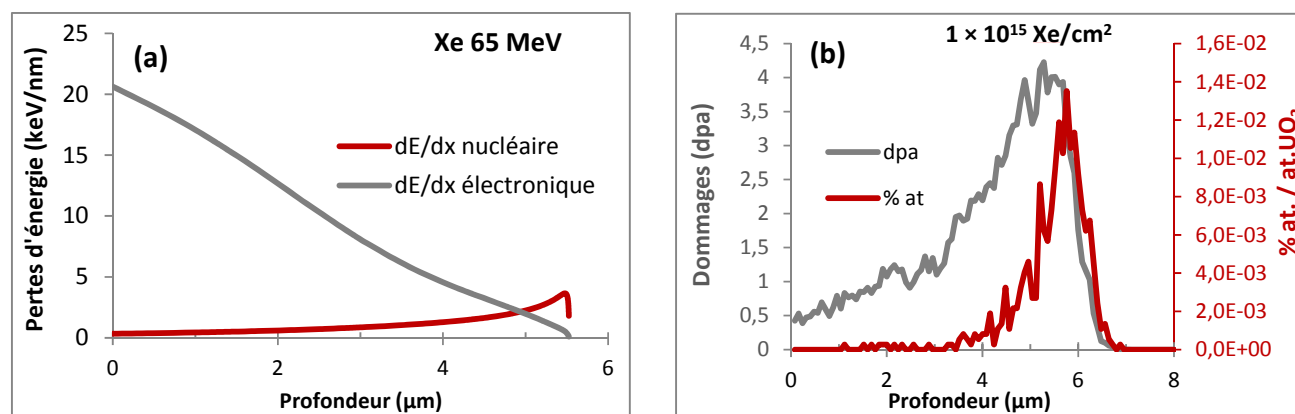 (a)
Xe 65 MeV
Pertes d'énergie (keV/nm)
25
20
15
10
5
0
dE/dx nucléaire
dE/dx électronique
0
2
4
6
Profondeur (µm)
(b)
1 × 10¹⁵ Xe/cm²
Dommages (dpa)
4,5
4
3,5
3
2,5
2
1,5
1
0,5
0
dpa
% at
1,6E-02
1,4E-02
1,2E-02
1,0E-02
8,0E-03
6,0E-03
4,0E-03
2,0E-03
0,0E+00
% at. / at.UO₂
0
2
4
6
8
Profondeur (µm)